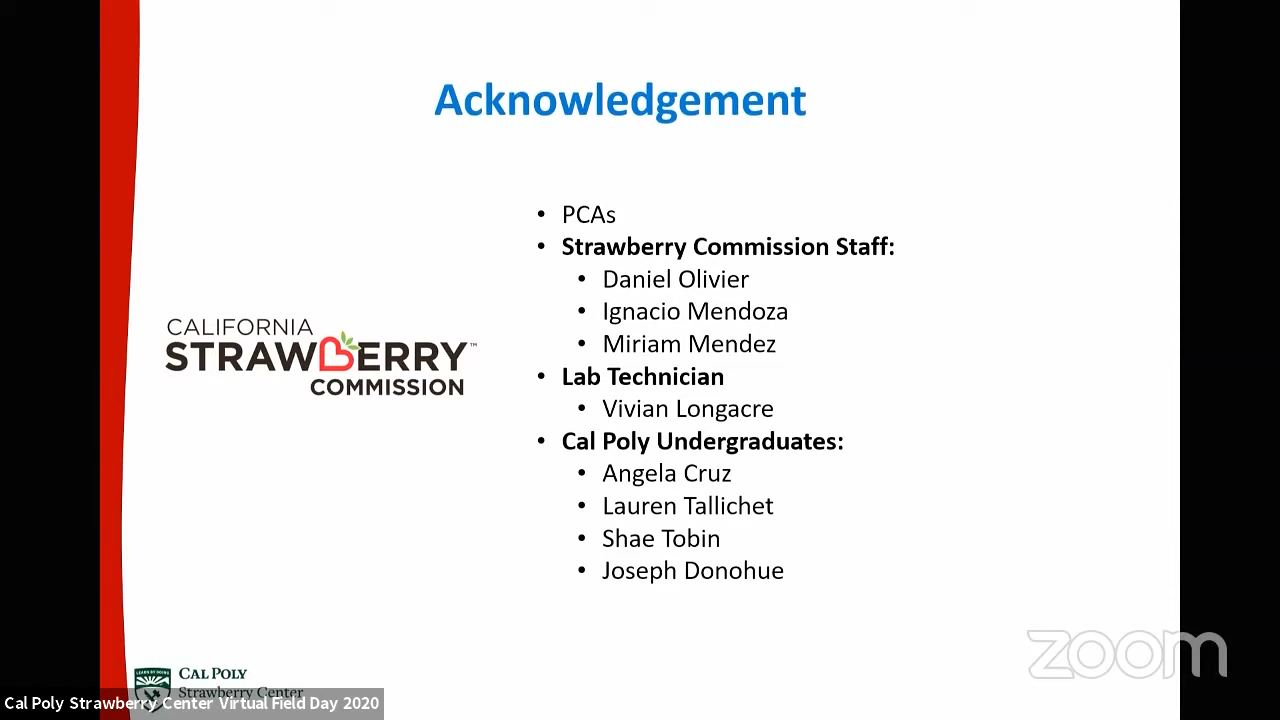 Acknowledgement
• PCAs
• Strawberry Commission Staff:
• Daniel Olivier
• Ignacio Mendoza
• Miriam Mendez
• Lab Technician
• Vivian Longacre
• Cal Poly Undergraduates:
• Angela Cruz
• Lauren Tallichet
• Shae Tobin
• Joseph Donohue
CALIFORNIA
STRAWBERRY™
COMMISSION
CAL POLY
Strawberry Center
Cal Poly Strawberry Center Virtual Field Day 2020
zoom